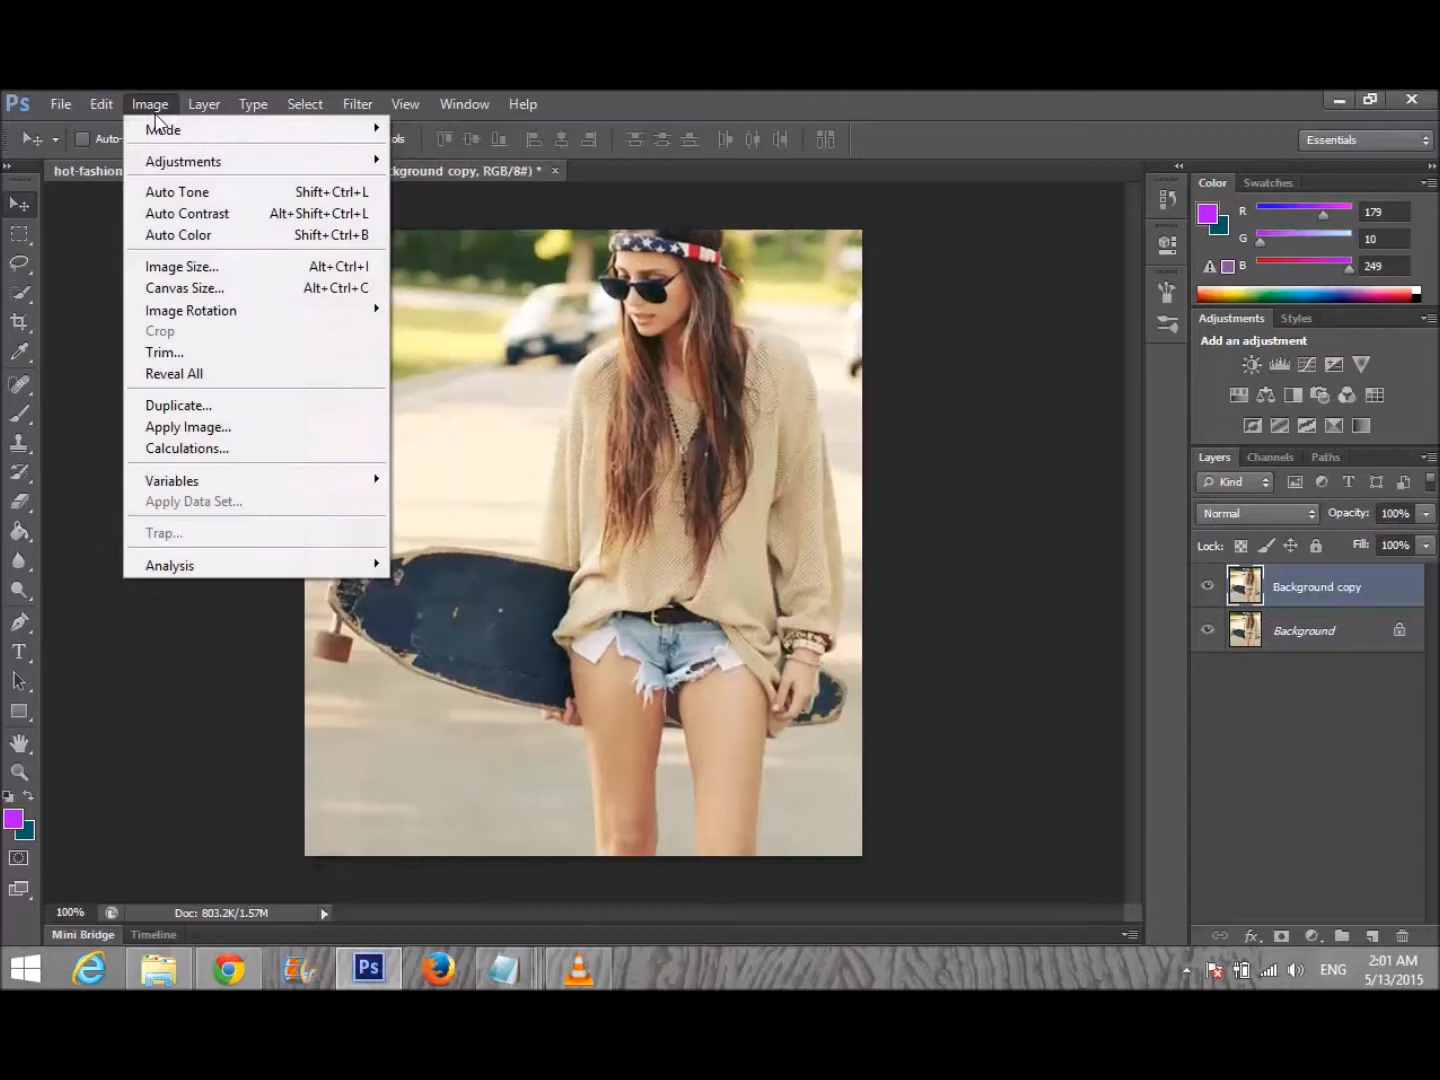 Ps File Edit Image Layer Type Select Filter View Window Help
Auto- ols Essentials
hot-fashion kground copy, RGB/8#) * ×
Mode
Adjustments
Auto Tone Shift+Ctrl+L
Auto Contrast Alt+Shift+Ctrl+L
Auto Color Shift+Ctrl+B
Image Size... Alt+Ctrl+I
Canvas Size... Alt+Ctrl+C
Image Rotation
Crop
Trim...
Reveal All
Duplicate...
Apply Image...
Calculations...
Variables
Apply Data Set...
Trap...
Analysis
Color Swatches
R 179
G 10
B 249
Adjustments Styles
Add an adjustment
Layers Channels Paths
Kind
Normal Opacity: 100%
Lock: Fill: 100%
Background copy
Background
100% Doc: 803.2K/1.57M
Mini Bridge Timeline
Ps ENG 2:01 AM
5/13/2015